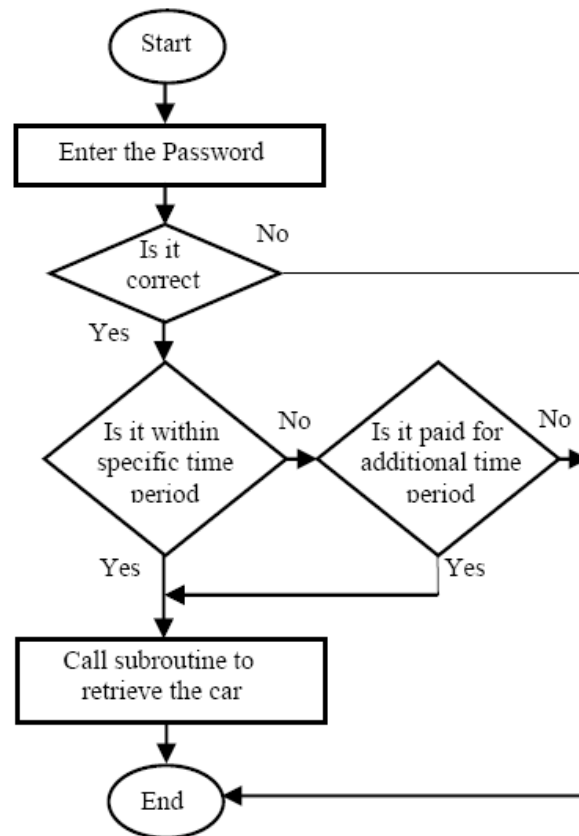 Start
Enter the Password
Is it
correct
No
Yes
Is it within
specific time
period
No
Is it paid for
additional time
period
No
Yes
Yes
Call subroutine to
retrieve the car
End